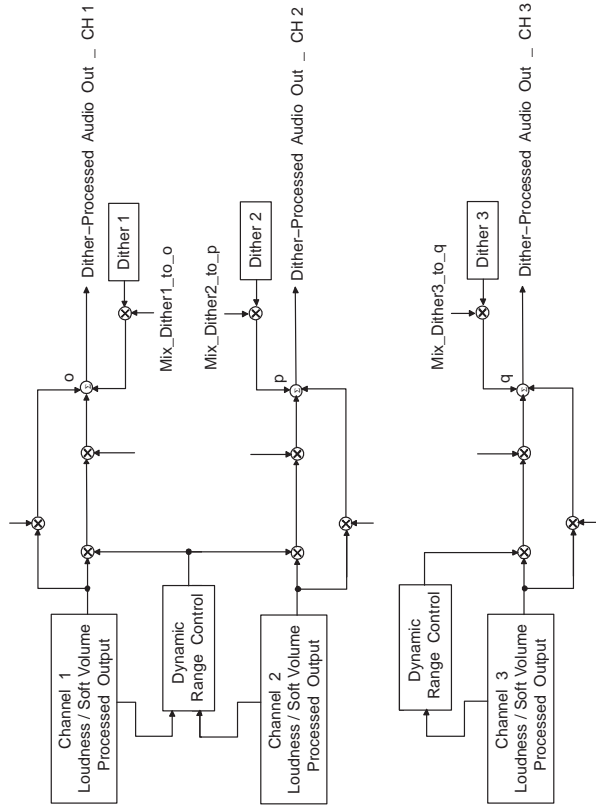 Channel 1
Loudness / Soft Volume
Processed Output
Dynamic
Range Control
Channel 2
Loudness / Soft Volume
Processed Output
Dynamic
Range Control
Channel 3
Loudness / Soft Volume
Processed Output
o
Σ
Dither–Processed Audio Out _ CH 1
Dither 1
Mix_Dither1_to_o
Mix_Dither2_to_p
Dither 2
p
Σ
Dither–Processed Audio Out _ CH 2
Mix_Dither3_to_q
Dither 3
q
Σ
Dither–Processed Audio Out _ CH 3